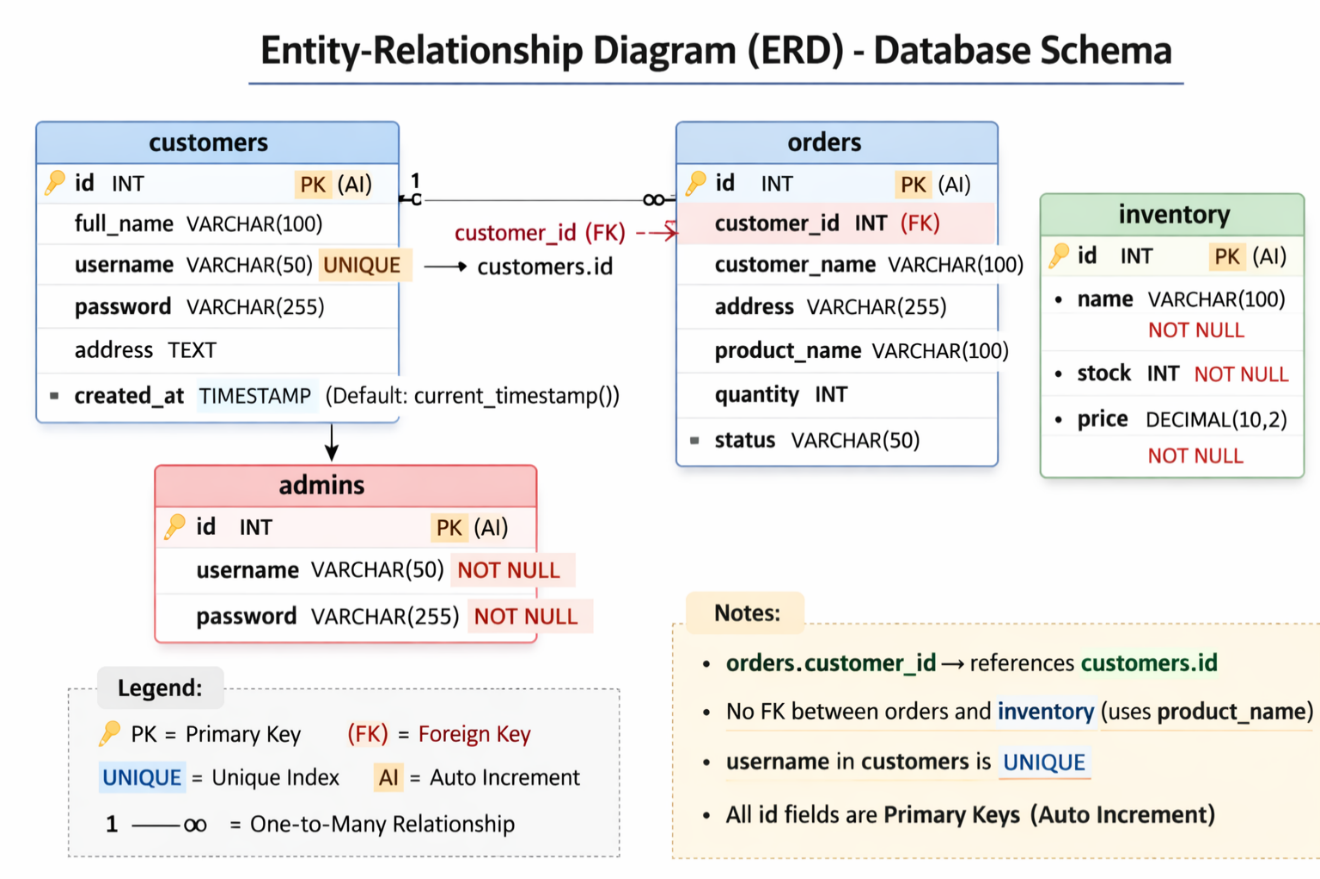 Entity-Relationship Diagram (ERD) - Database Schema
customers
id INT PK (AI)
full_name VARCHAR(100)
username VARCHAR(50) UNIQUE
password VARCHAR(255)
address TEXT
created_at TIMESTAMP (Default: current_timestamp())
1
∞
customer_id (FK)
customers.id
orders
id INT PK (AI)
customer_id INT (FK)
customer_name VARCHAR(100)
address VARCHAR(255)
product_name VARCHAR(100)
quantity INT
status VARCHAR(50)
inventory
id INT PK (AI)
• name VARCHAR(100)
NOT NULL
• stock INT NOT NULL
• price DECIMAL(10,2)
NOT NULL
admins
id INT PK (AI)
username VARCHAR(50) NOT NULL
password VARCHAR(255) NOT NULL
Legend:
PK = Primary Key (FK) = Foreign Key
UNIQUE = Unique Index AI = Auto Increment
1 ——∞ = One-to-Many Relationship
Notes:
• orders.customer_id → references customers.id
• No FK between orders and inventory (uses product_name)
• username in customers is UNIQUE
• All id fields are Primary Keys (Auto Increment)